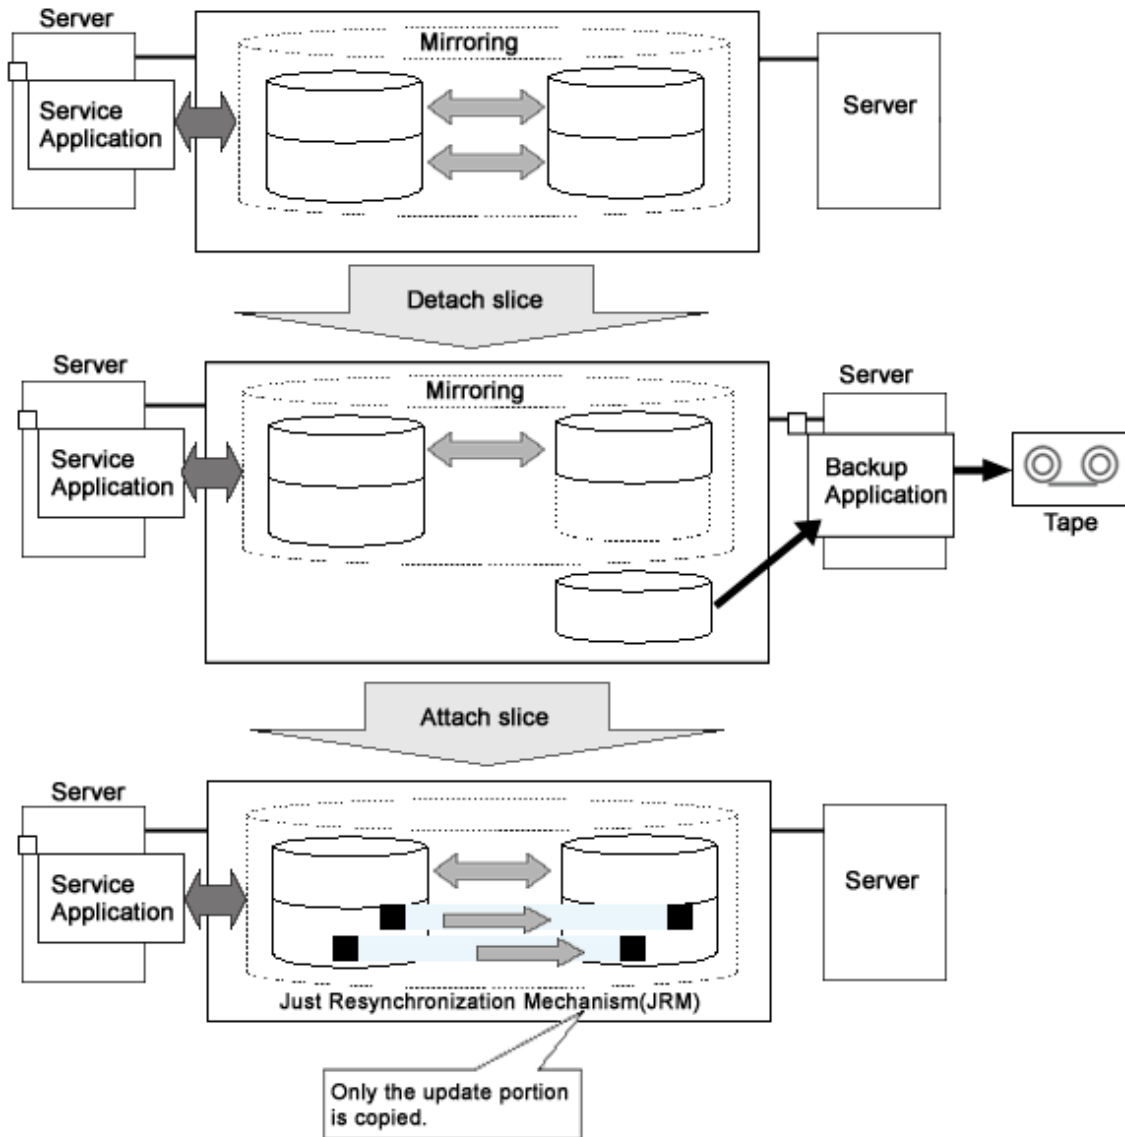 Server
Mirroring
Service
Application
Server
Detach slice
Server
Mirroring
Server
Service
Application
Backup
Application
Tape
Attach slice
Server
Service
Application
Server
Just Resynchronization Mechanism(JRM)
Only the update portion
is copied.